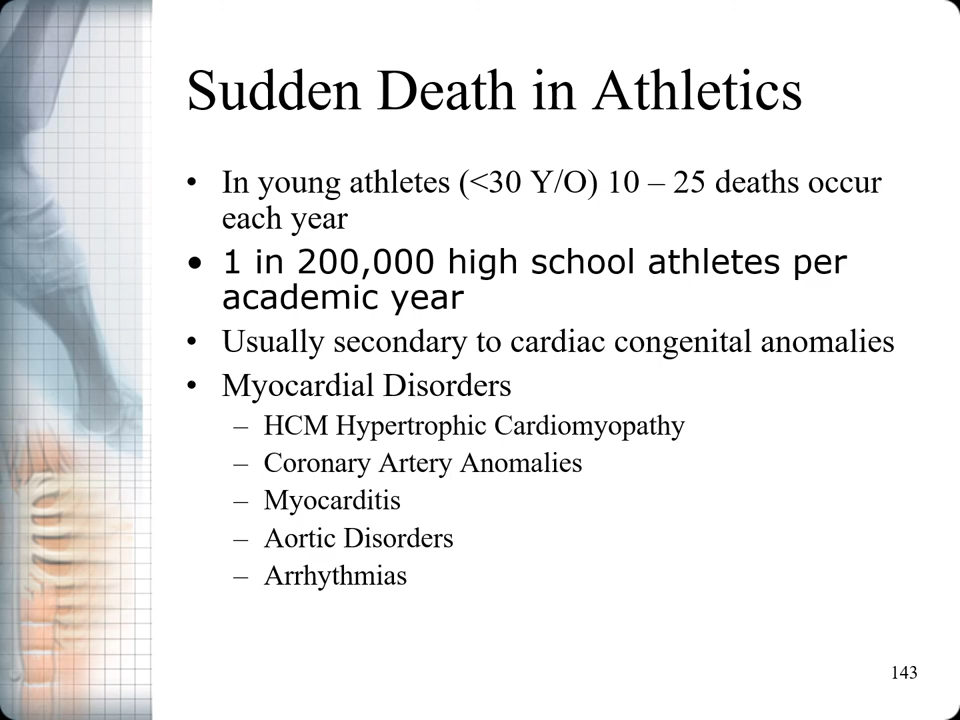 Sudden Death in Athletics
• In young athletes (<30 Y/O) 10 – 25 deaths occur
each year
• 1 in 200,000 high school athletes per
academic year
• Usually secondary to cardiac congenital anomalies
• Myocardial Disorders
– HCM Hypertrophic Cardiomyopathy
– Coronary Artery Anomalies
– Myocarditis
– Aortic Disorders
– Arrhythmias
143